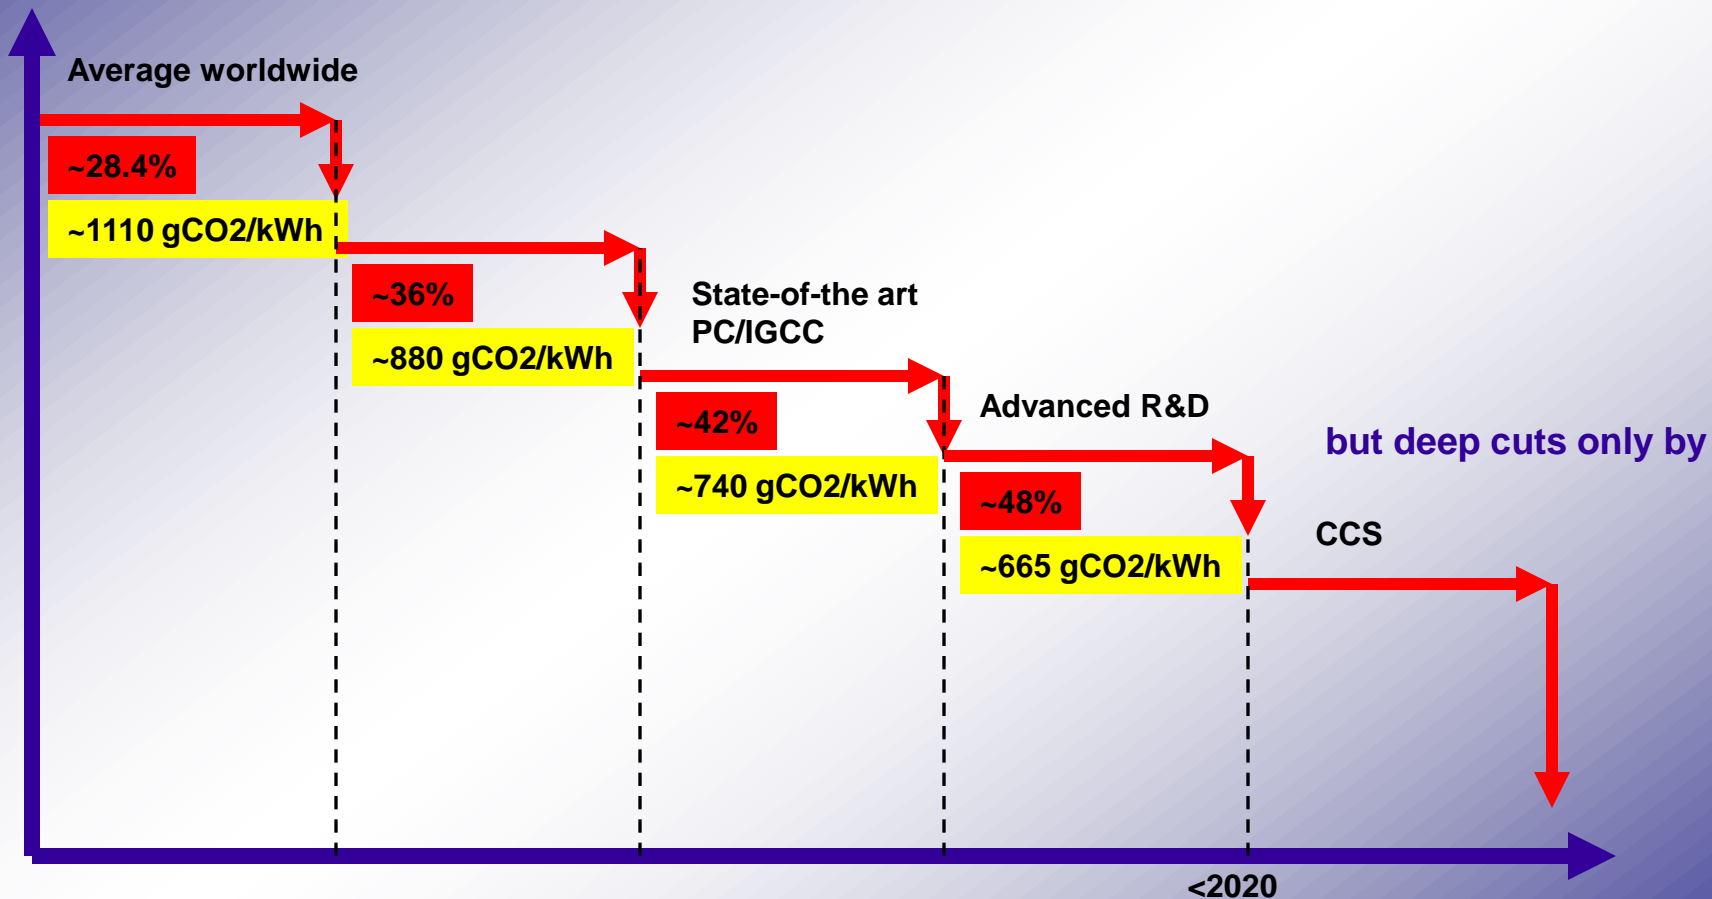 Average worldwide
~28.4%
~1110 gCO2/kWh
~36%
~880 gCO2/kWh
State-of-the art
PC/IGCC
~42%
~740 gCO2/kWh
Advanced R&D
~48%
~665 gCO2/kWh
but deep cuts only by
CCS
<2020